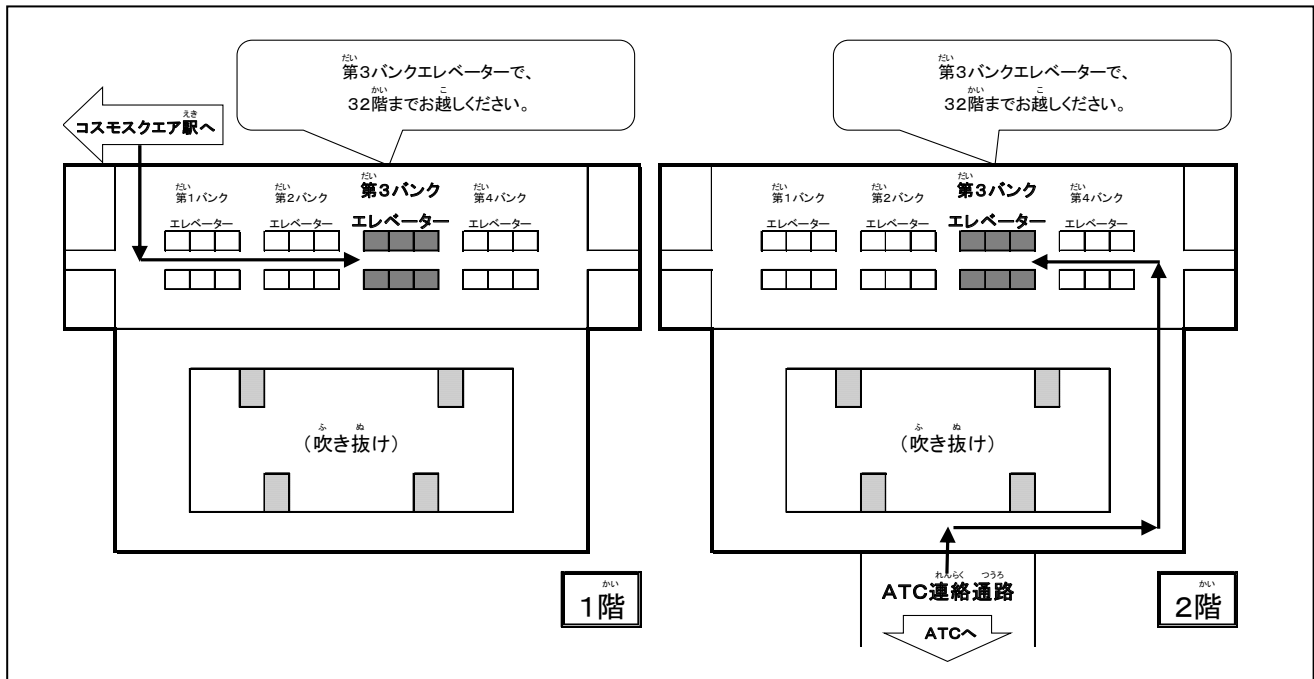 第3バンクエレベーターで、
32階までお越しください。
コスモスクエア駅へ
第1バンク
エレベーター
第2バンク
エレベーター
第3バンク
エレベーター
第4バンク
エレベーター
(吹き抜け)
1階
第3バンクエレベーターで、
32階までお越しください。
第1バンク
エレベーター
第2バンク
エレベーター
第3バンク
エレベーター
第4バンク
エレベーター
(吹き抜け)
ATC連絡通路
ATCへ
2階